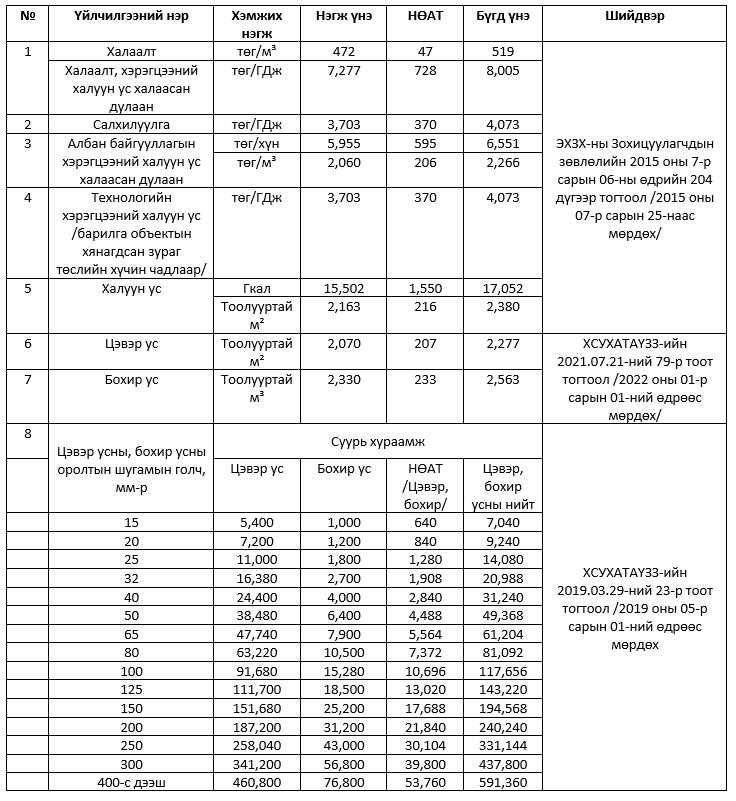 № Үйлчилгээний нэр Хэмжих нэгж Нэгж үнэ НӨАТ Бүгд үнэ Шийдвэр
1 Халаалт төг/м³ 472 47 519
Халаалт, хэрэгцээний халуун ус халаасан дулаан төг/ГДж 7,277 728 8,005
2 Салхилуулга төг/ГДж 3,703 370 4,073
3 Албан байгууллагын хэрэгцээний халуун ус халаасан дулаан төг/хүн 5,955 595 6,551
төг/м³ 2,060 206 2,266
4 Технологийн хэрэгцээний халуун ус /барилга объектын хянагдсан зураг төслийн хүчин чадлаар/ төг/ГДж 3,703 370 4,073
5 Халуун ус Гкал 15,502 1,550 17,052
Тоолууртай м² 2,163 216 2,380
ЭХЗХ-ны Зохицуулагчдын
зөвлөлийн 2015 оны 7-р
сарын 06-ны өдрийн 204
дүгээр тогтоол /2015 оны
07-р сарын 25-наас
мөрдөх/
6 Цэвэр ус Тоолууртай м² 2,070 207 2,277
7 Бохир ус Тоолууртай м³ 2,330 233 2,563
ХСУХАТАҮЗЗ-ийн
2021.07.21-ний 79-р тоот
тогтоол /2022 оны 01-р
сарын 01-ний өдрөөс
мөрдөх/
8 Цэвэр усны, бохир усны оролтын шугамын голч, мм-р Суурь хураамж
Цэвэр ус Бохир ус НӨАТ /Цэвэр, бохир/ Цэвэр, бохир усны нийт
15 5,400 1,000 640 7,040
20 7,200 1,200 840 9,240
25 11,000 1,800 1,280 14,080
32 16,380 2,700 1,908 20,988
40 24,400 4,000 2,840 31,240
50 38,480 6,400 4,488 49,368
65 47,740 7,900 5,564 61,204
80 63,220 10,500 7,372 81,092
100 91,680 15,280 10,696 117,656
125 111,700 18,500 13,020 143,220
150 151,680 25,200 17,688 194,568
200 187,200 31,200 21,840 240,240
250 258,040 43,000 30,104 331,144
300 341,200 56,800 39,800 437,800
400-с дээш 460,800 76,800 53,760 591,360
ХСУХАТАҮЗЗ-ийн
2019.03.29-ний 23-р тоот
тогтоол /2019 оны 05-р
сарын 01-ний өдрөөс
мөрдөх